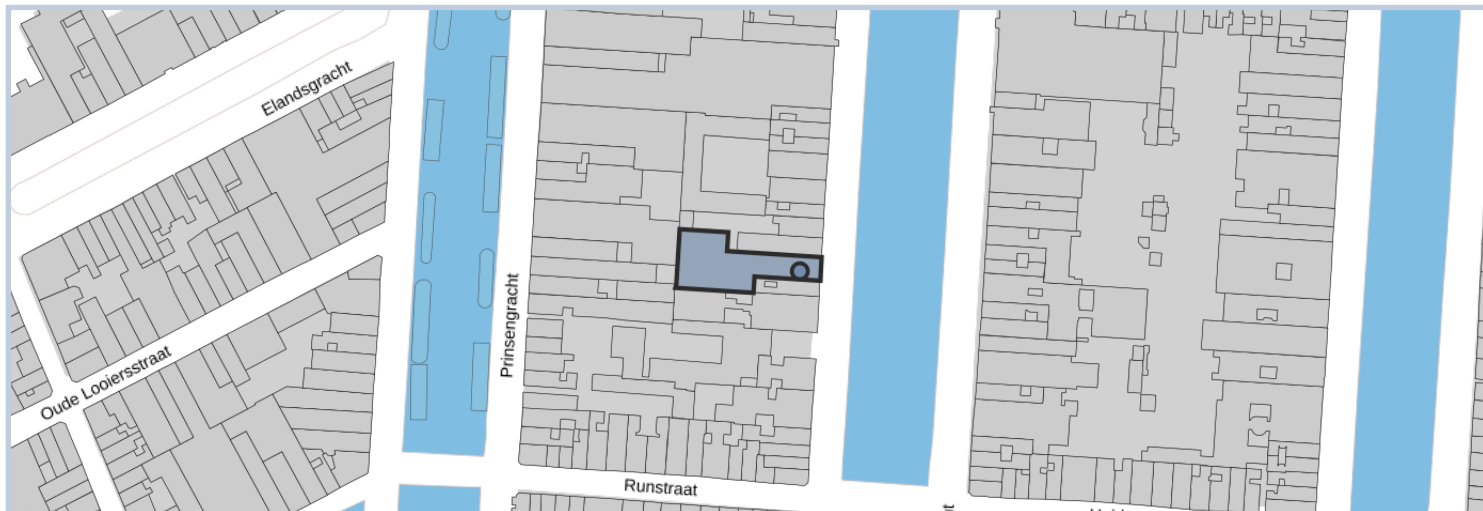 Elandsgracht
Prinsengracht
Oude Looiersstraat
Runstraat